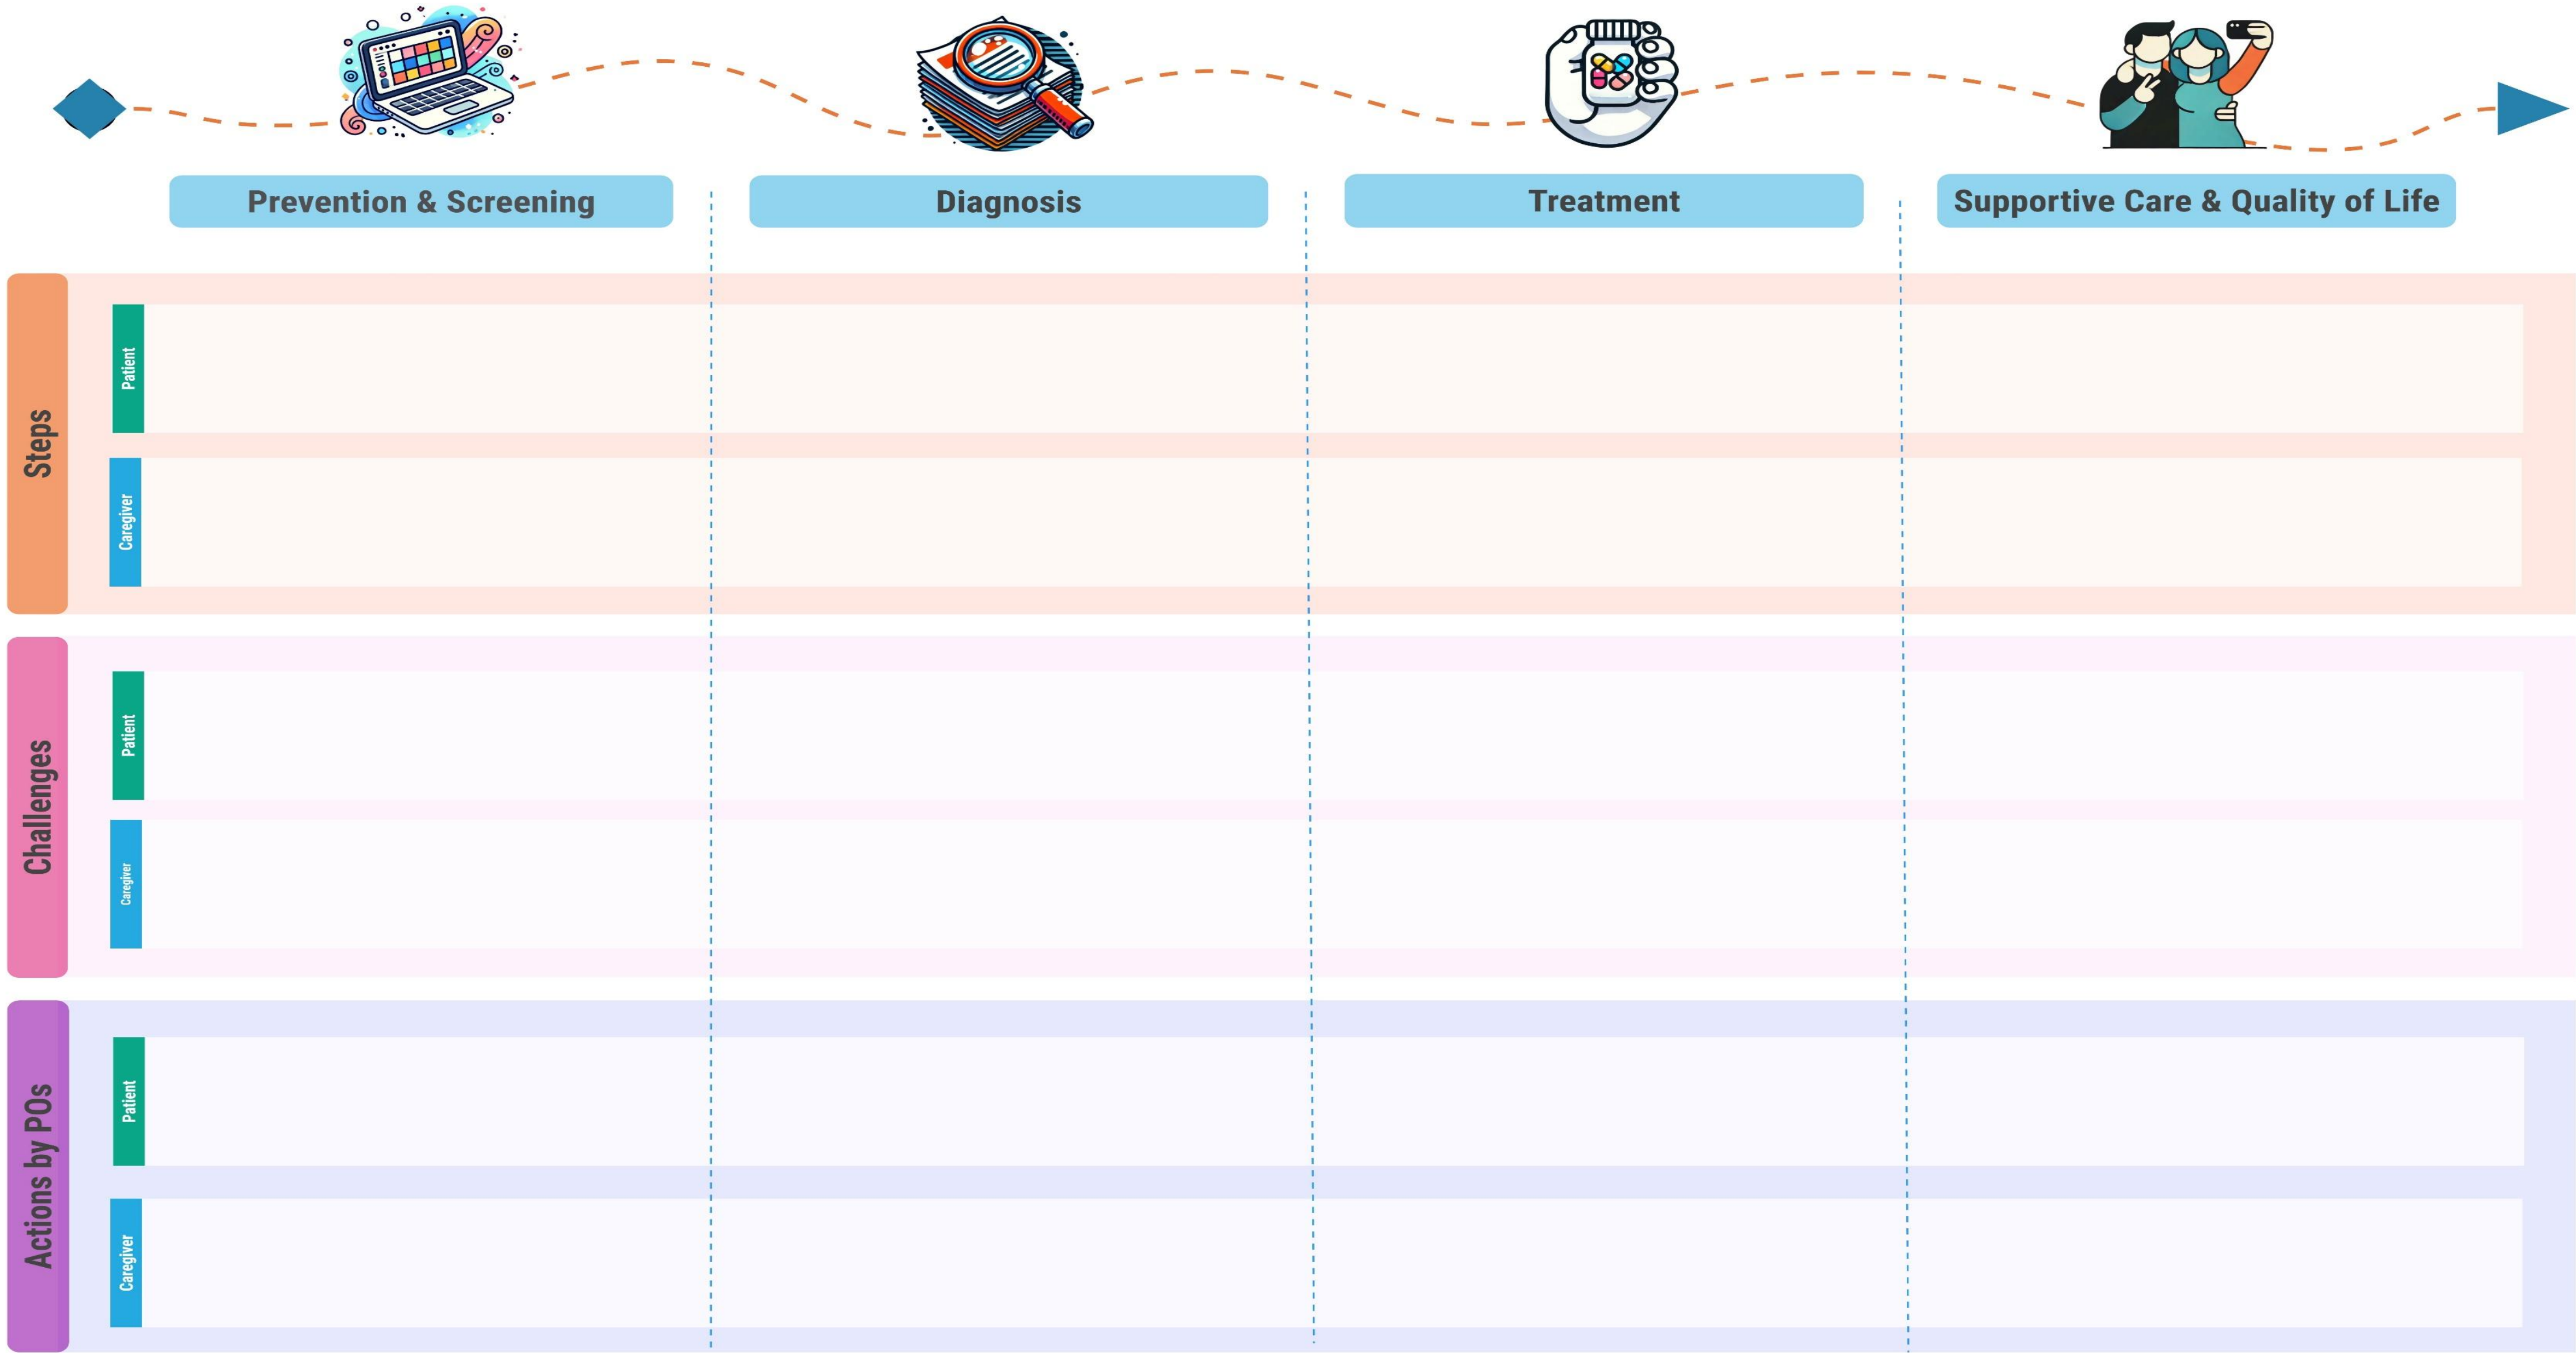 Prevention & Screening
Diagnosis
Treatment
Supportive Care & Quality of Life
Steps
Patient
Caregiver
Challenges
Patient
Caregiver
Actions by POs
Patient
Caregiver